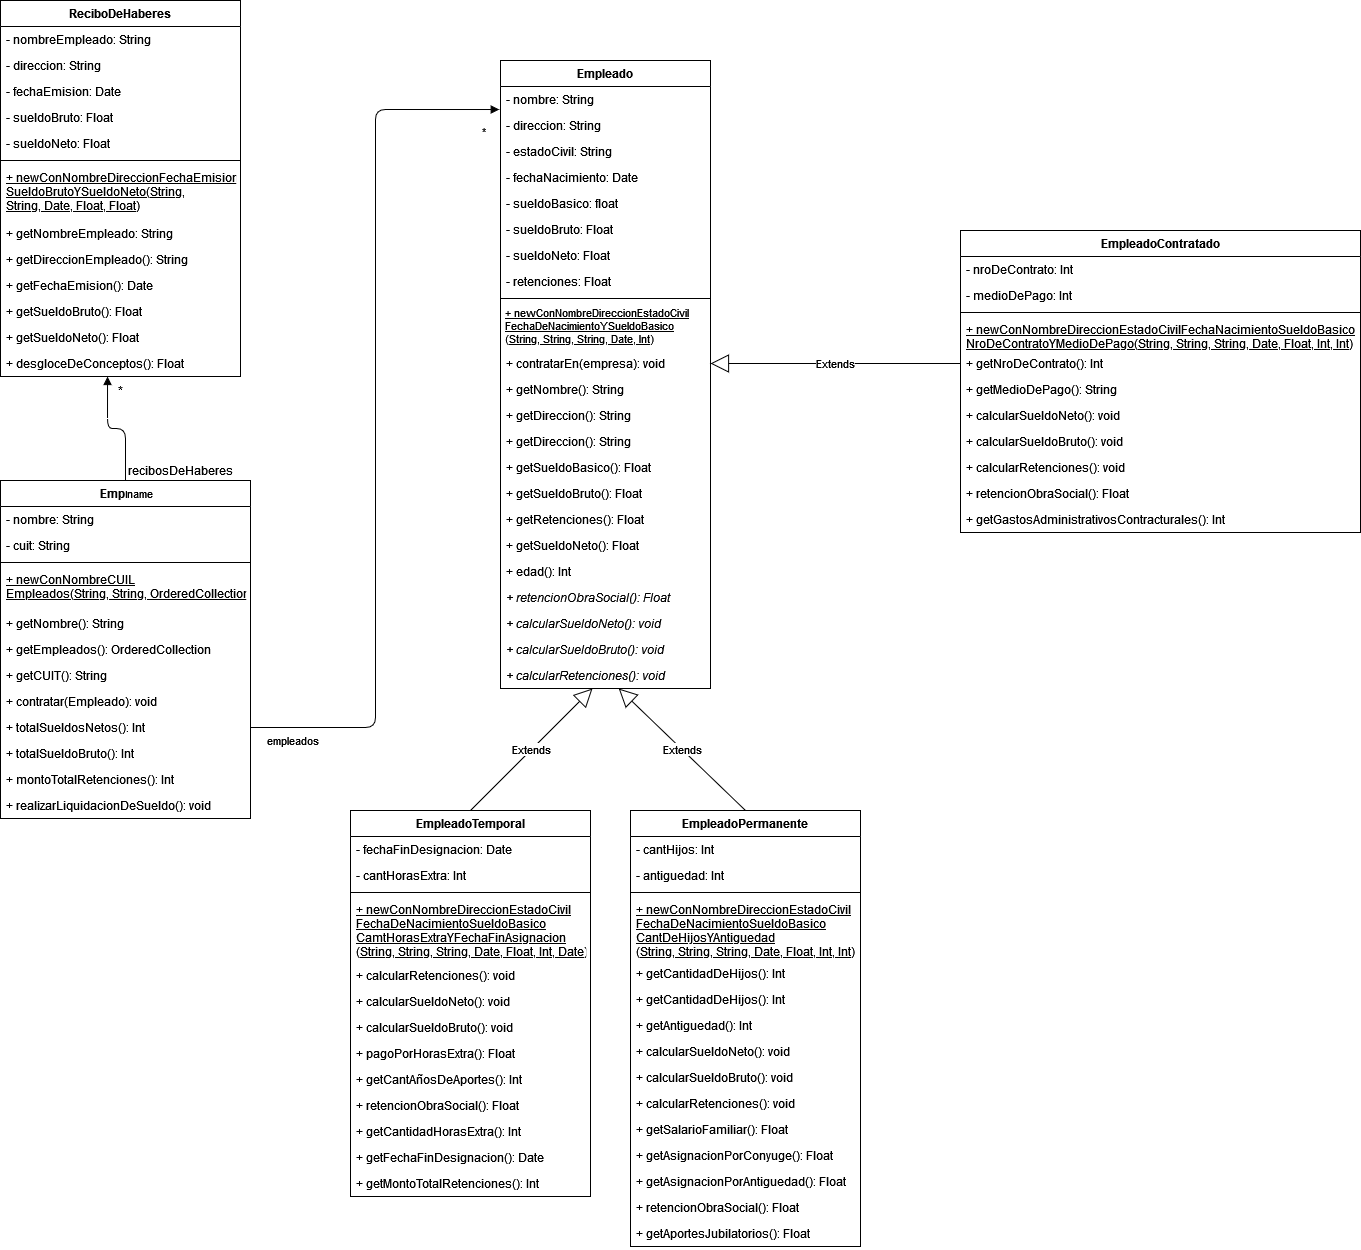 ReciboDeHaberes
- nombreEmpleado: String
- direccion: String
- fechaEmision: Date
- sueldoBruto: Float
- sueldoNeto: Float
+ newConNombreDireccionFechaEmision
SueldoBrutoYSueldoNeto(String,
String, Date, Float, Float)
+ getNombreEmpleado: String
+ getDireccionEmpleado(): String
+ getFechaEmision(): Date
+ getSueldoBruto(): Float
+ getSueldoNeto(): Float
+ desgloceDeConceptos(): Float
*
recibosDeHaberes
name
- nombre: String
- cuit: String
+ newConNombreCUIL
Empleados(String, String, OrderedCollection
+ getNombre(): String
+ getEmpleados(): OrderedCollection
+ getCUIT(): String
+ contratar(Empleado): void
+ totalSueldosNetos(): Int
+ totalSueldoBruto(): Int
+ montoTotalRetenciones(): Int
+ realizarLiquidacionDeSueldo(): void
empleados
*
Empleado
- nombre: String
- direccion: String
- estadoCivil: String
- fechaNacimiento: Date
- sueldoBasico: float
- sueldoBruto: Float
- sueldoNeto: Float
- retenciones: Float
+ newConNombreDireccionEstadoCivil
FechaDeNacimientoYSueldoBasico
(String, String, String, Date, Int)
+ contratarEn(empresa): void
+ getNombre(): String
+ getDireccion(): String
+ getDireccion(): String
+ getSueldoBasico(): Float
+ getSueldoBruto(): Float
+ getRetenciones(): Float
+ getSueldoNeto(): Float
+ edad(): Int
+ retencionObraSocial(): Float
+ calcularSueldoNeto(): void
+ calcularSueldoBruto(): void
+ calcularRetenciones(): void
Extends
EmpleadoContratado
- nroDeContrato: Int
- medioDePago: Int
+ newConNombreDireccionEstadoCivilFechaNacimientoSueldoBasico
NroDeContratoYMedioDePago(String, String, String, Date, Float, Int, Int)
+ getNroDeContrato(): Int
+ getMedioDePago(): String
+ calcularSueldoNeto(): void
+ calcularSueldoBruto(): void
+ calcularRetenciones(): void
+ retencionObraSocial(): Float
+ getGastosAdministrativosContracturales(): Int
Extends
Extends
EmpleadoTemporal
- fechaFinDesignacion: Date
- cantHorasExtra: Int
+ newConNombreDireccionEstadoCivil
FechaDeNacimientoSueldoBasico
CamtHorasExtraYFechaFinAsignacion
(String, String, String, Date, Float, Int, Date)
+ calcularRetenciones(): void
+ calcularSueldoNeto(): void
+ calcularSueldoBruto(): void
+ pagoPorHorasExtra(): Float
+ getCantAñosDeAportes(): Int
+ retencionObraSocial(): Float
+ getCantidadHorasExtra(): Int
+ getFechaFinDesignacion(): Date
+ getMontoTotalRetenciones(): Int
EmpleadoPermanente
- cantHijos: Int
- antiguedad: Int
+ newConNombreDireccionEstadoCivil
FechaDeNacimientoSueldoBasico
CantDeHijosYAntiguedad
(String, String, String, Date, Float, Int, Int)
+ getCantidadDeHijos(): Int
+ getCantidadDeHijos(): Int
+ getAntiguedad(): Int
+ calcularSueldoNeto(): void
+ calcularSueldoBruto(): void
+ calcularRetenciones(): void
+ getSalarioFamiliar(): Float
+ getAsignacionPorConyuge(): Float
+ getAsignacionPorAntiguedad(): Float
+ retencionObraSocial(): Float
+ getAportesJubilatorios(): Float